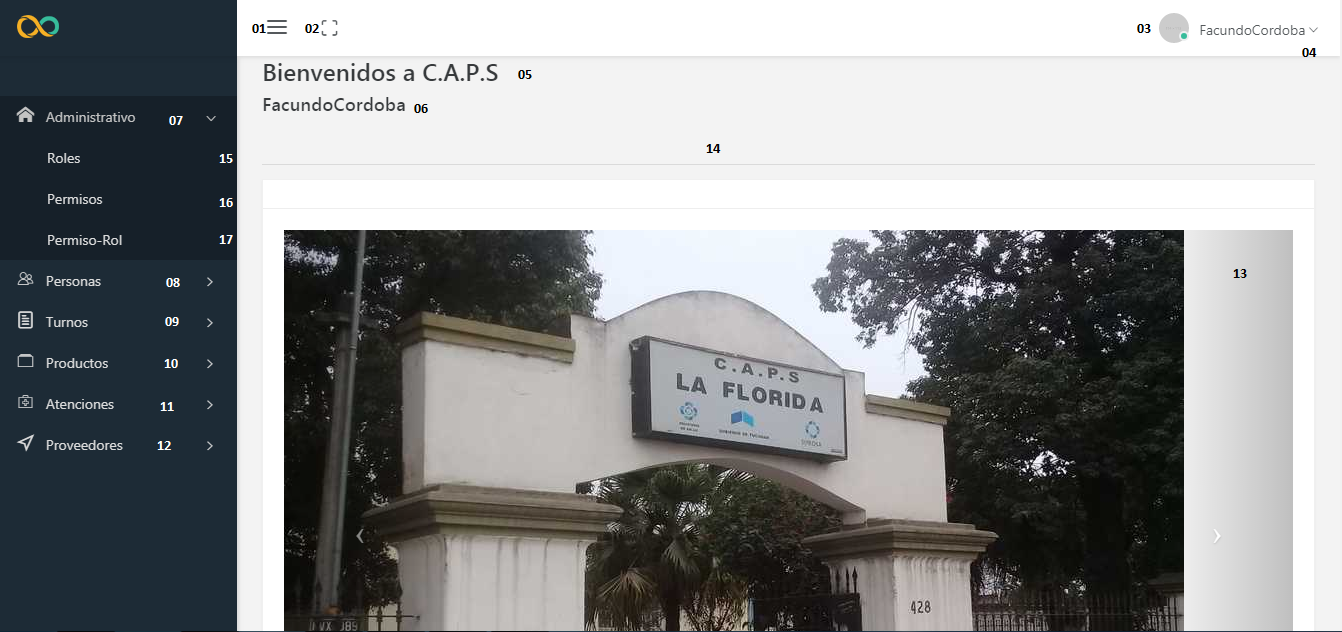 01 02 03 FacundoCordoba
04
Bienvenidos a C.A.P.S 05
FacundoCordoba 06
14
Administrativo 07
Roles 15
Permisos 16
Permiso-Rol 17
Personas 08
Turnos 09
Productos 10
Atenciones 11
Proveedores 12
13
C.A.P.S
LA FLORIDA
428